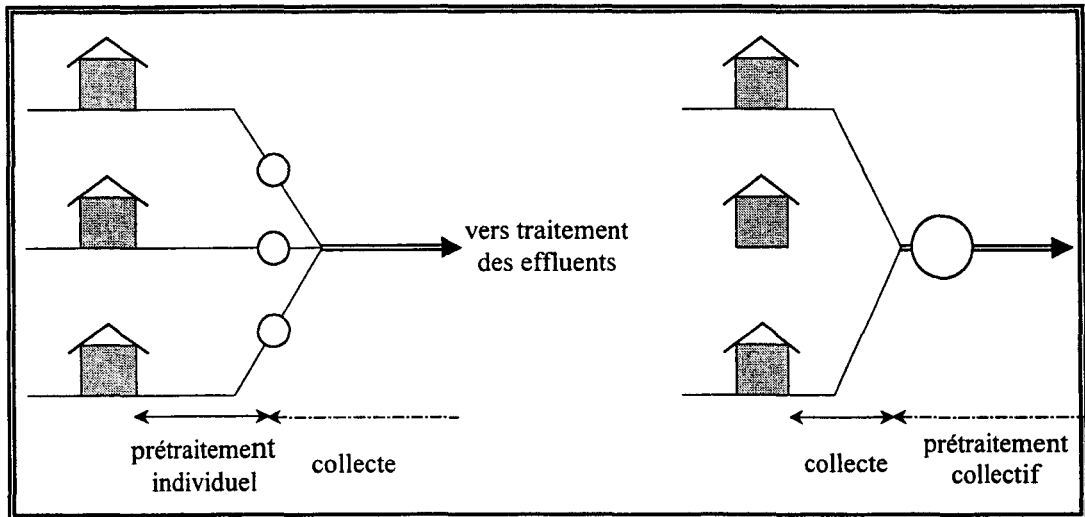 vers traitement
des effluents
prétraitement
individuel
collecte
collecte
prétraitement
collectif